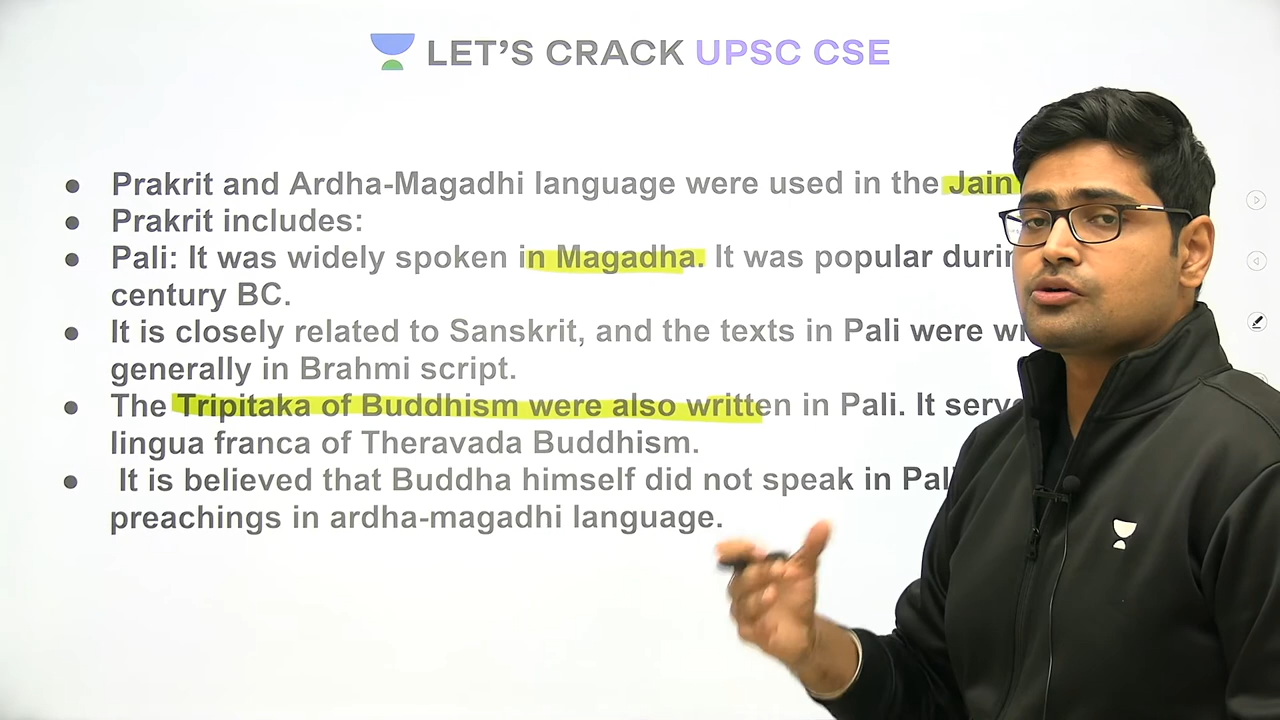 LET'S CRACK UPSC CSE
Prakrit and Ardha-Magadhi language were used in the Jain
Prakrit includes:
Pali: It was widely spoken in Magadha. It was popular
century BC.
It is closely related to Sanskrit, and the texts in Pali were
generally in Brahmi script.
The Tripitaka of Buddhism were also written in Pali. It
lingua franca of Theravada Buddhism.
It is believed that Buddha himself did not speak in
preachings in ardha-magadhi language.